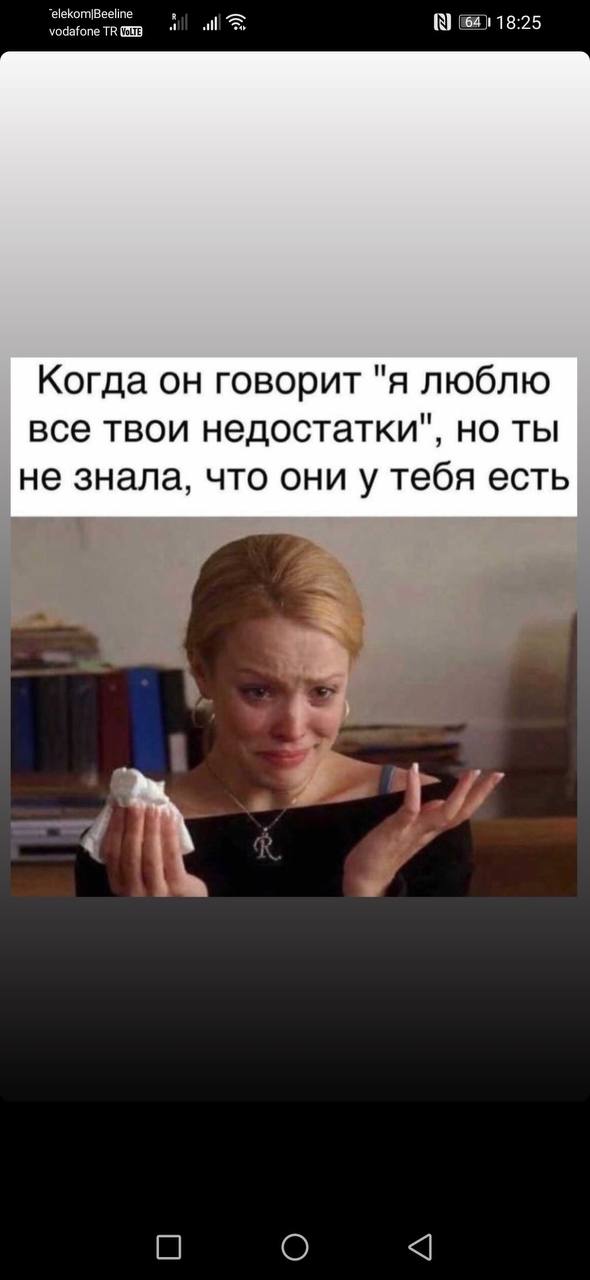 elekom|Beeline
vodafone TR VoLTE
R
64
18:25
Когда он говорит "я люблю
все твои недостатки", но ты
не знала, что они у тебя есть
R